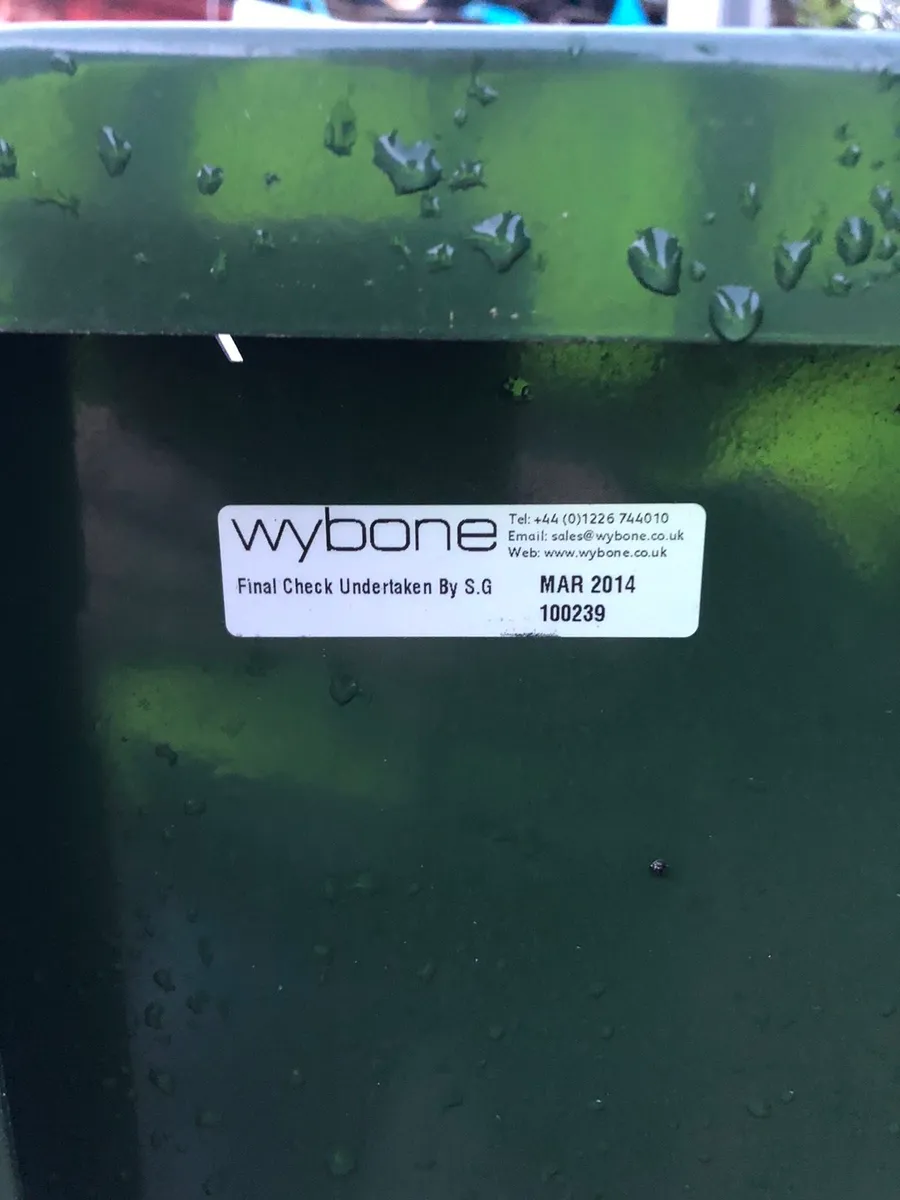 wybone
Tel: +44 (0)1226 744010
Email: sales@wybone.co.uk
Web: www.wybone.co.uk
Final Check Undertaken By S.G
MAR 2014
100239